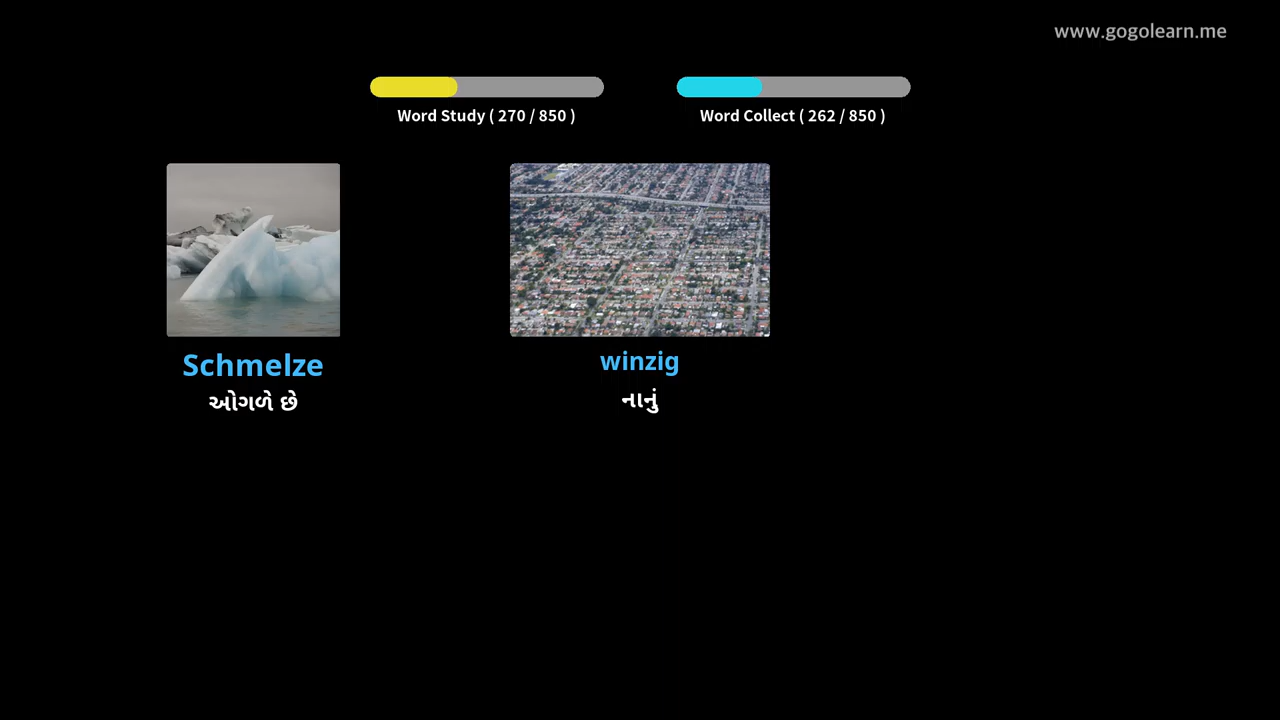 www.gogolearn.me
Word Study ( 270 / 850 )
Word Collect ( 262 / 850 )
Schmelze
ઓગળે છે
winzig
નાનું